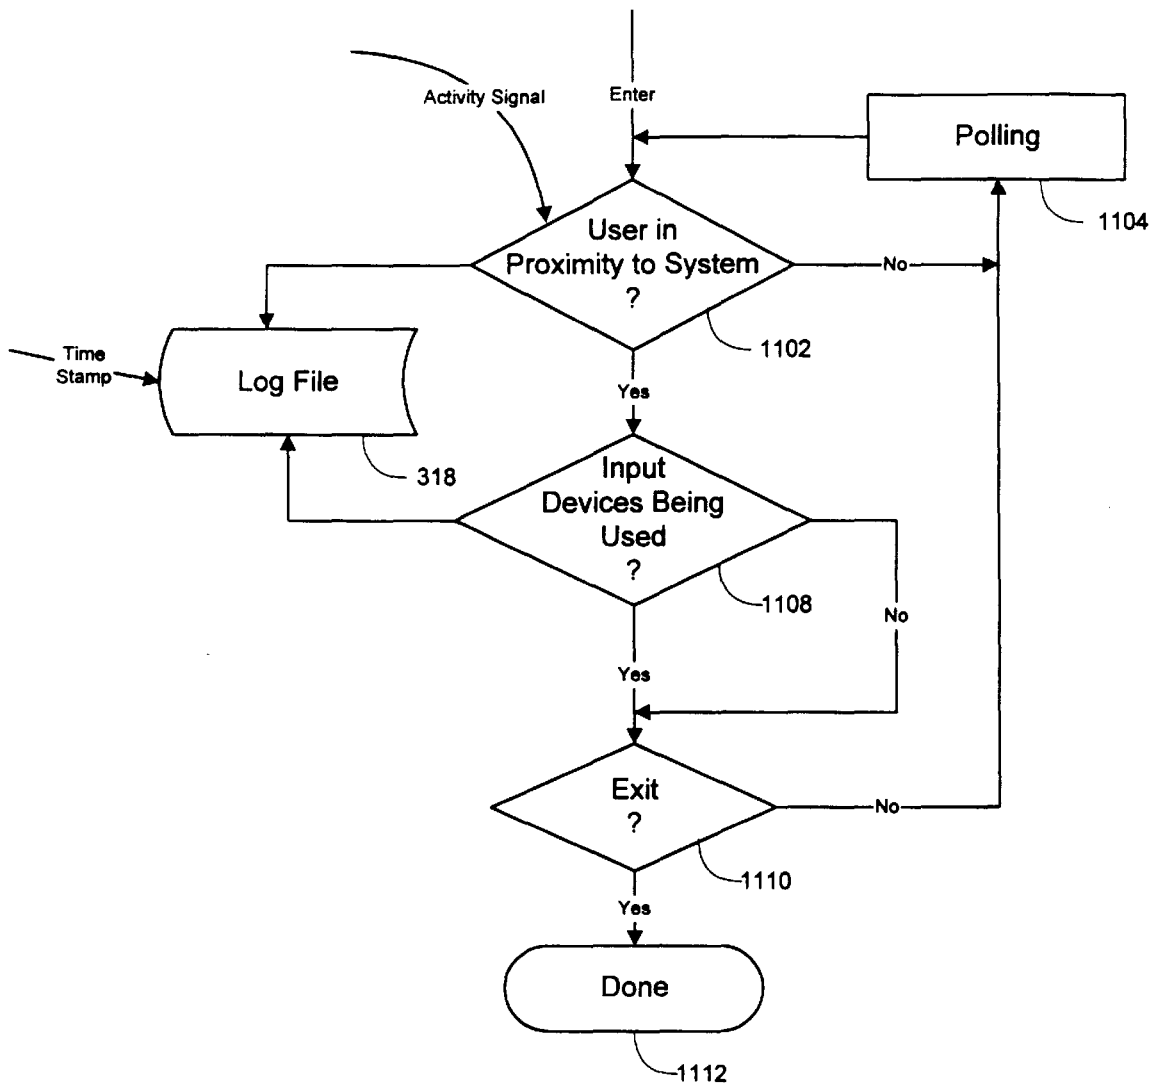 Activity Signal
Enter
Polling
1104
User in
Proximity to System
?
No
1102
Time
Stamp
Log File
318
Yes
Input
Devices Being
Used
?
1108
No
Yes
Exit
?
No
1110
Yes
Done
1112